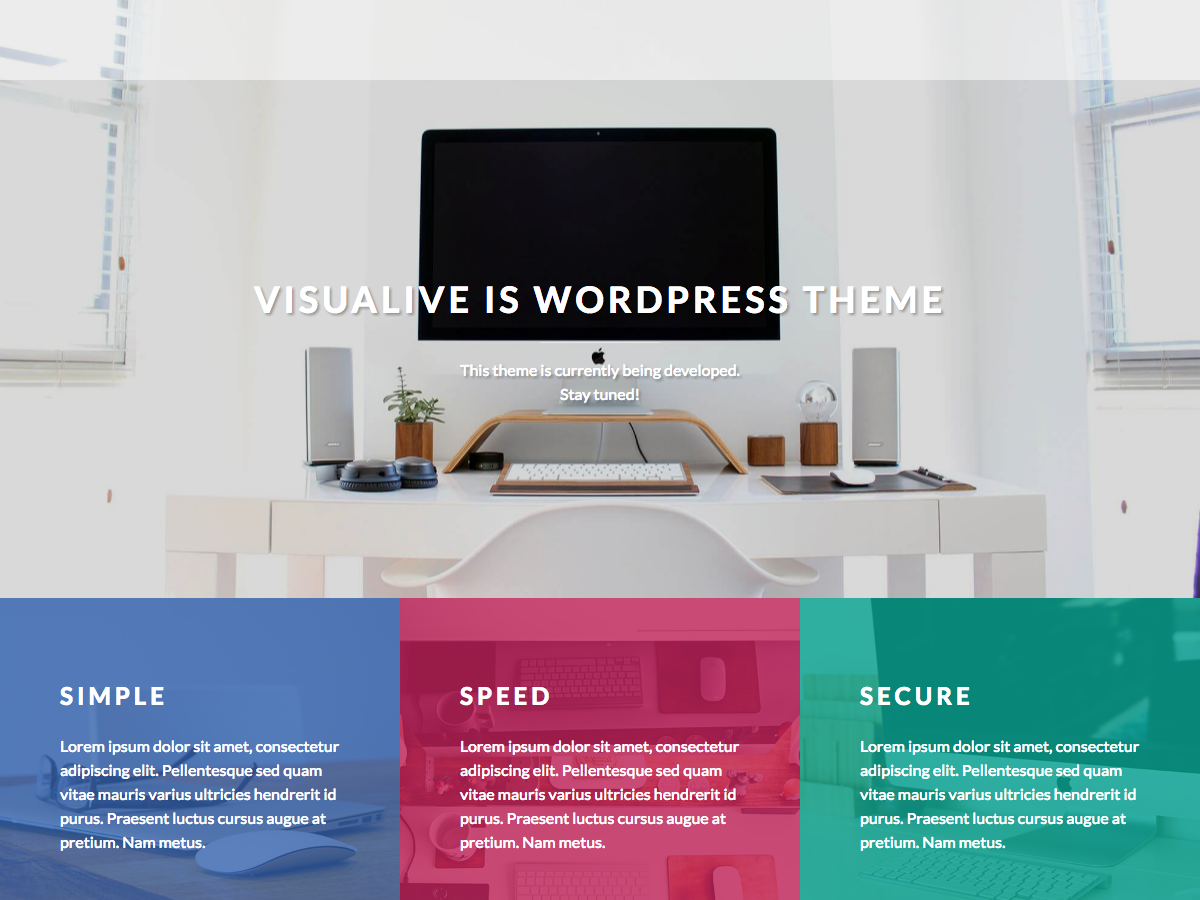 VISUALIVE IS WORDPRESS THEME
This theme is currently being developed.
Stay tuned!
SIMPLE
Lorem ipsum dolor sit amet, consectetur
adipiscing elit. Pellentesque sed quam
vitae mauris varius ultricies hendrerit id
purus. Praesent luctus cursus augue at
pretium. Nam metus.
SPEED
Lorem ipsum dolor sit amet, consectetur
adipiscing elit. Pellentesque sed quam
vitae mauris varius ultricies hendrerit id
purus. Praesent luctus cursus augue at
pretium. Nam metus.
SECURE
Lorem ipsum dolor sit amet, consectetur
adipiscing elit. Pellentesque sed quam
vitae mauris varius ultricies hendrerit id
purus. Praesent luctus cursus augue at
pretium. Nam metus.